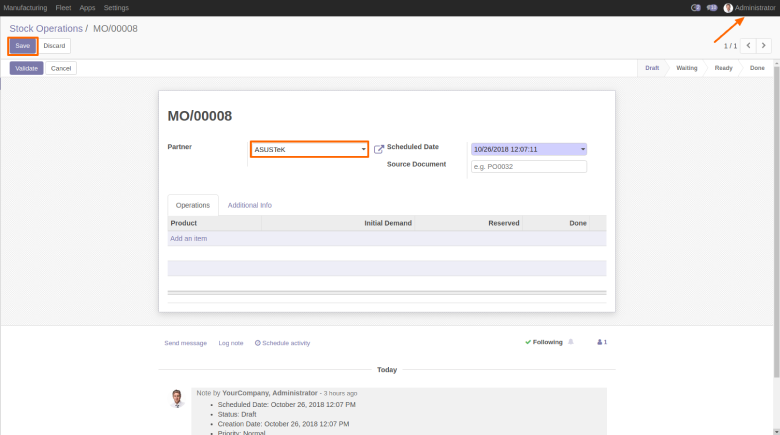 Manufacturing Fleet Apps Settings Administrator
Stock Operations / MO/00008
Save Discard 1 / 1
Validate Cancel Draft Waiting Ready Done
MO/00008
Partner ASUSTeK Scheduled Date 10/26/2018 12:07:11
Source Document e.g. PO0032
Operations Additional Info
Product Initial Demand Reserved Done
Add an item
Send message Log note Schedule activity Following 1
Today
Note by YourCompany, Administrator - 3 hours ago
• Scheduled Date: October 26, 2018 12:07 PM
• Status: Draft
• Creation Date: October 26, 2018 12:07 PM
• Priority: Normal